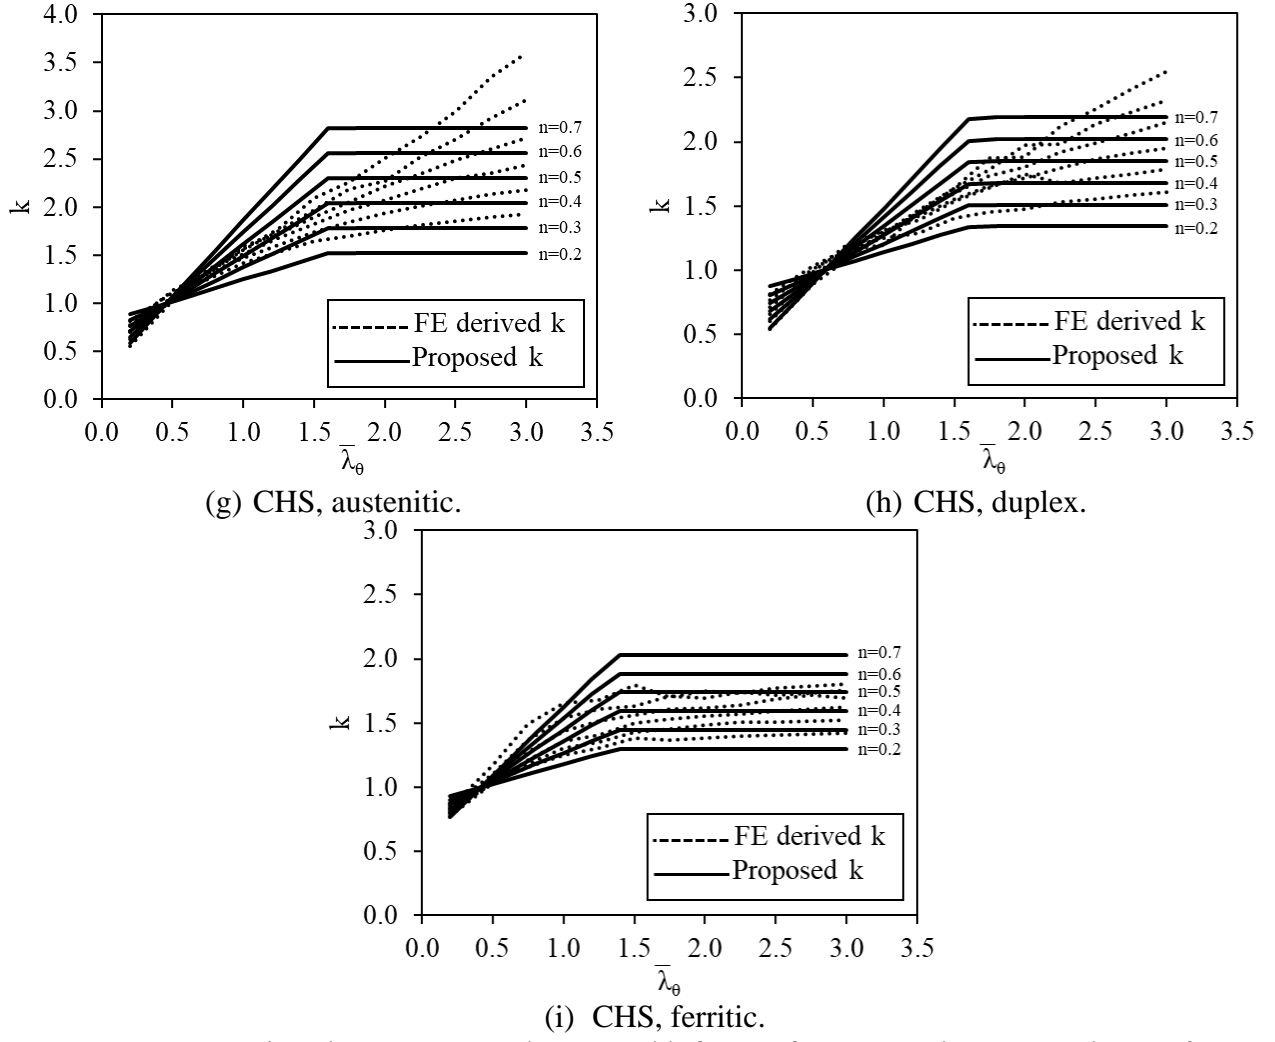 4.0
3.5
3.0
2.5
2.0
1.5
1.0
0.5
0.0
k
n=0.7
n=0.6
n=0.5
n=0.4
n=0.3
n=0.2
FE derived k
Proposed k
0.0 0.5 1.0 1.5 2.0 2.5 3.0 3.5
λ̅θ
(g) CHS, austenitic.
3.0
2.5
2.0
1.5
1.0
0.5
0.0
k
n=0.7
n=0.6
n=0.5
n=0.4
n=0.3
n=0.2
FE derived k
Proposed k
0.0 0.5 1.0 1.5 2.0 2.5 3.0 3.5
λ̅θ
(h) CHS, duplex.
3.0
2.5
2.0
1.5
1.0
0.5
0.0
k
n=0.7
n=0.6
n=0.5
n=0.4
n=0.3
n=0.2
FE derived k
Proposed k
0.0 0.5 1.0 1.5 2.0 2.5 3.0 3.5
λ̅θ
(i) CHS, ferritic.